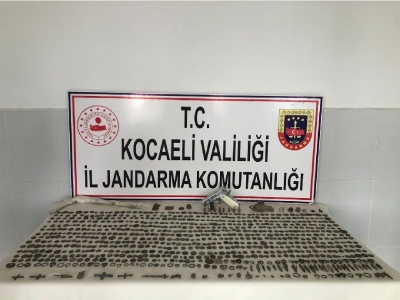 T.C.
KOCAELİ VALİLİĞİ
İL JANDARMA KOMUTANLIĞI